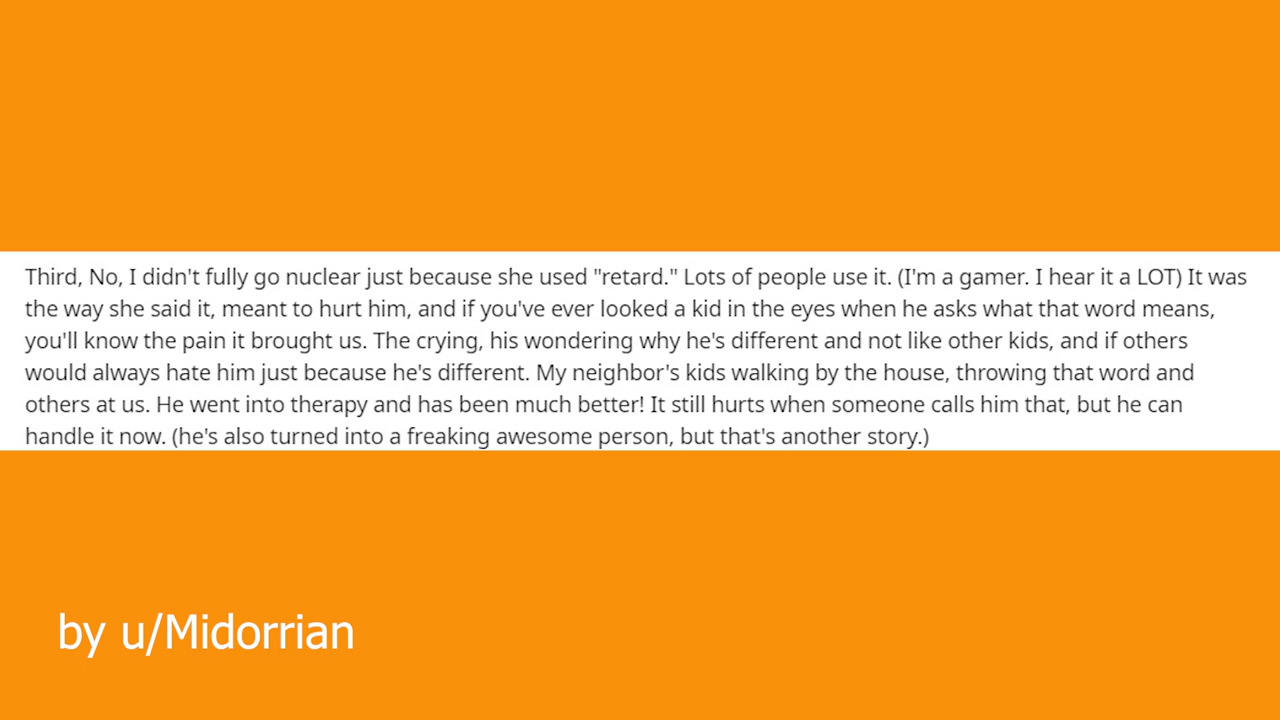 Third, No, I didn't fully go nuclear just because she used "retard." Lots of people use it. (I'm a gamer. I hear it a LOT) It was
the way she said it, meant to hurt him, and if you've ever looked a kid in the eyes when he asks what that word means,
you'll know the pain it brought us. The crying, his wondering why he's different and not like other kids, and if others
would always hate him just because he's different. My neighbor's kids walking by the house, throwing that word and
others at us. He went into therapy and has been much better! It still hurts when someone calls him that, but he can
handle it now. (he's also turned into a freaking awesome person, but that's another story.)
by u/Midorrian